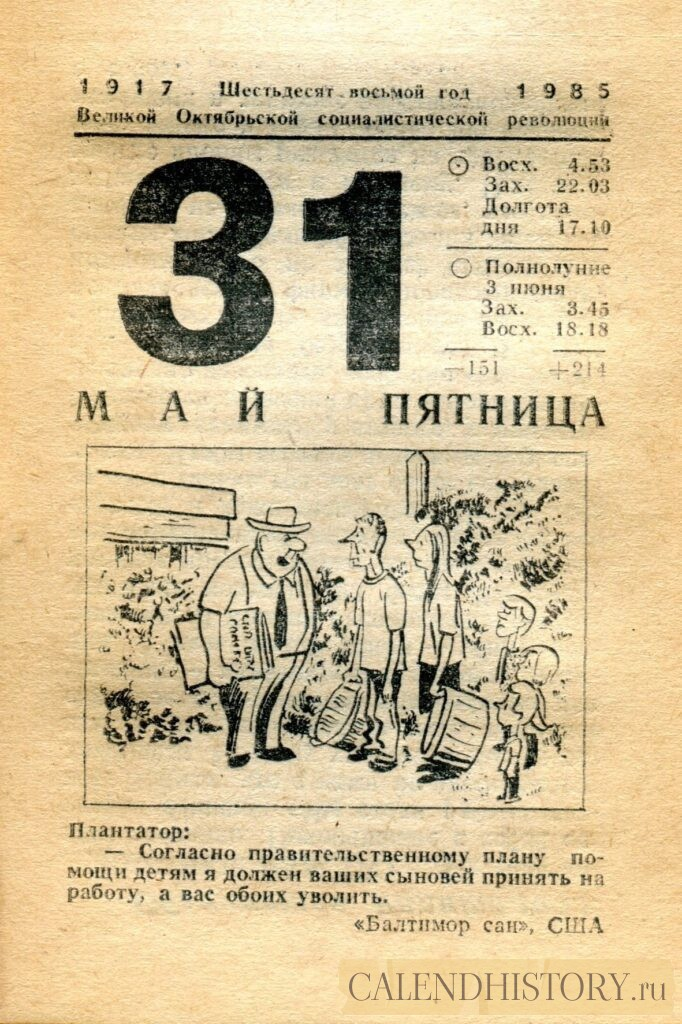 1917 Шестьдесят восьмой год 1985
Великой Октябрьской социалистической революции
31
Восх. 4.53
Зах. 22.03
Долгота
дня 17.10
Полнолуние
3 июня
Зах. 3.45
Восх. 18.18
—151 +214
МАЙ ПЯТНИЦА
Плантатор:
— Согласно правительственному плану по-
мощи детям я должен ваших сыновей принять на
работу, а вас обоих уволить.
«Балтимор сан», США
CALENDHISTORY.ru